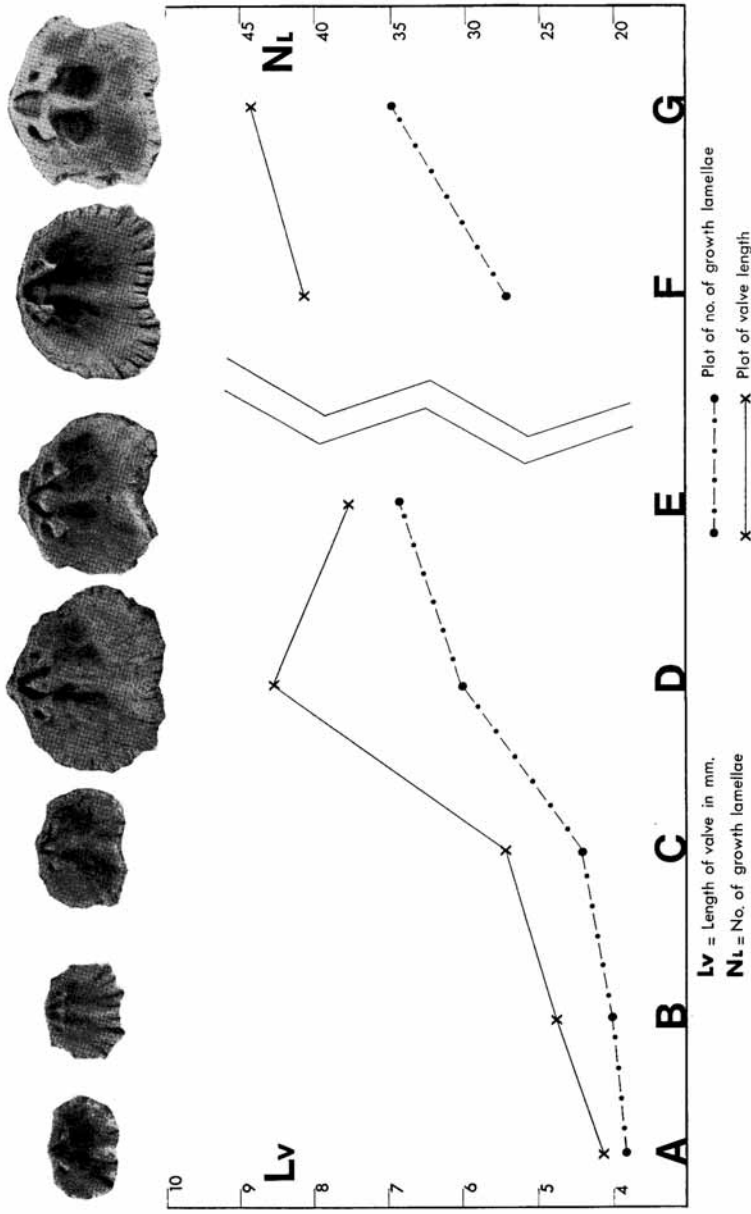 10
9
8
7
6
5
4
Lv
45
40
35
30
25
20
NL
A
B
C
D
E
F
G
Lv = Length of valve in mm.
NL = No. of growth lamellae
Plot of no. of growth lamellae
Plot of valve length